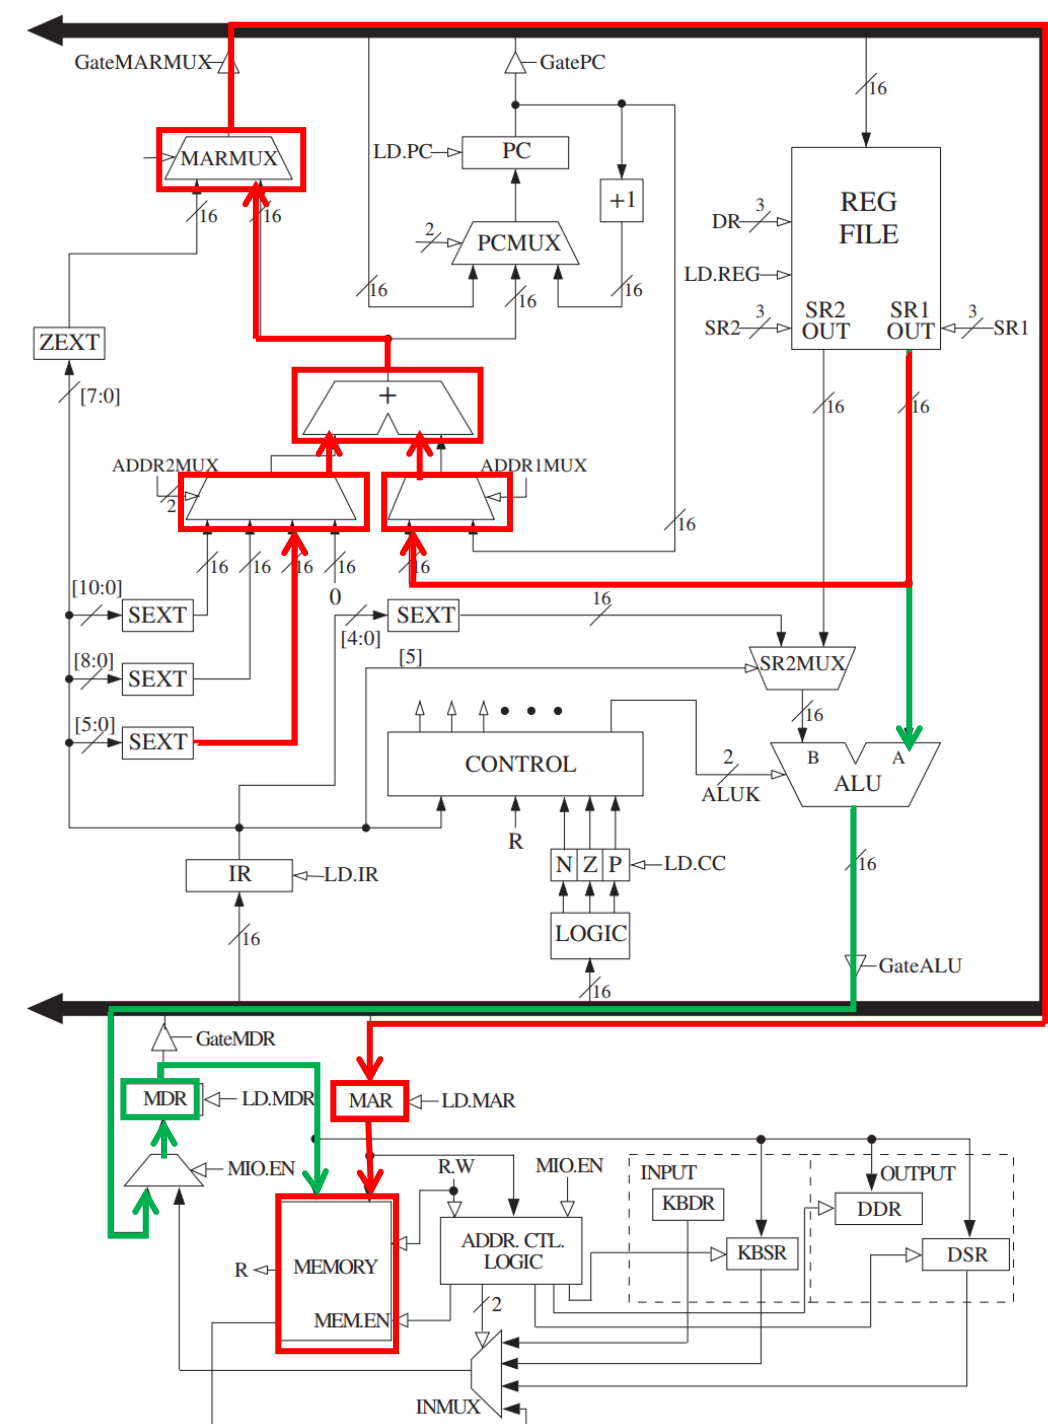 GateMARMUX
GatePC
16
MARMUX
LD.PC
PC
+1
REG
FILE
3
DR
LD.REG
16
16
2
PCMUX
16
16
16
3
SR2
SR2
OUT
SR1
OUT
3
SR1
ZEXT
[7:0]
+
16
16
ADDR2MUX
2
ADDR1MUX
16
16
16
16
16
16
[10:0]
SEXT
0
[4:0]
SEXT
16
[8:0]
SEXT
[5]
SR2MUX
[5:0]
SEXT
16
CONTROL
2
ALUK
B
A
ALU
R
IR
LD.IR
N
Z
P
LD.CC
16
16
LOGIC
GateALU
16
GateMDR
MDR
LD.MDR
MAR
LD.MAR
MIO.EN
R.W
MIO.EN
INPUT
OUTPUT
KBDR
DDR
ADDR. CTL.
LOGIC
KBSR
DSR
R
MEMORY
MEM.EN
2
INMUX